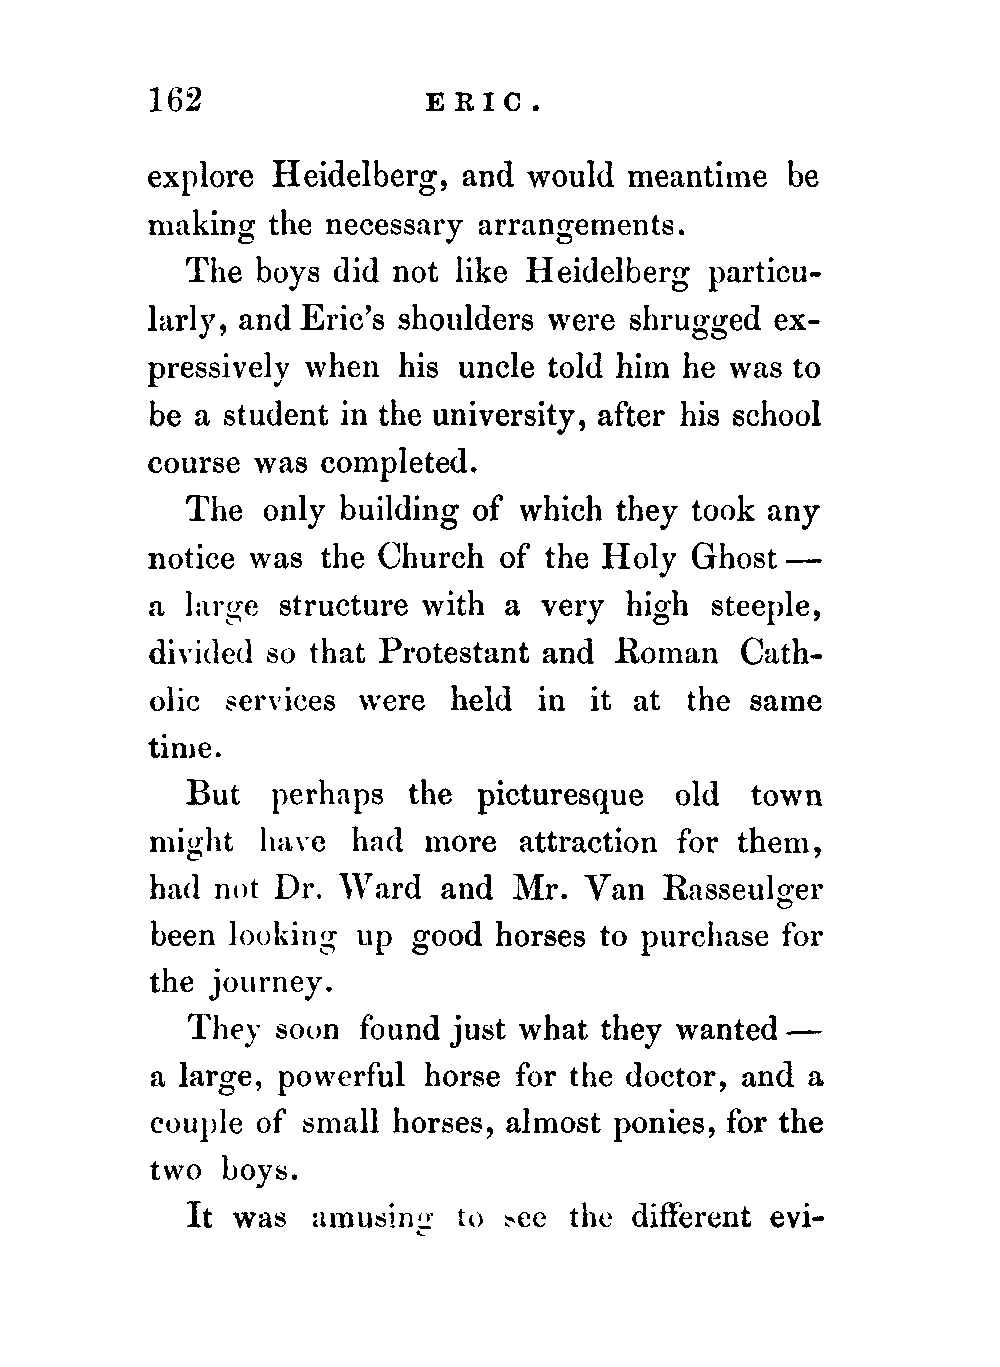 162 ERIC.
explore Heidelberg, and would meantime be
making the necessary arrangements.
The boys did not like Heidelberg particu-
larly, and Eric's shoulders were shrugged ex-
pressively when his uncle told him he was to
be a student in the university, after his school
course was completed.
The only building of which they took any
notice was the Church of the Holy Ghost —
a large structure with a very high steeple,
divided so that Protestant and Roman Cath-
olic services were held in it at the same
time.
But perhaps the picturesque old town
might have had more attraction for them,
had not Dr. Ward and Mr. Van Rasseulger
been looking up good horses to purchase for
the journey.
They soon found just what they wanted —
a large, powerful horse for the doctor, and a
couple of small horses, almost ponies, for the
two boys.
It was amusing to see the different evi-